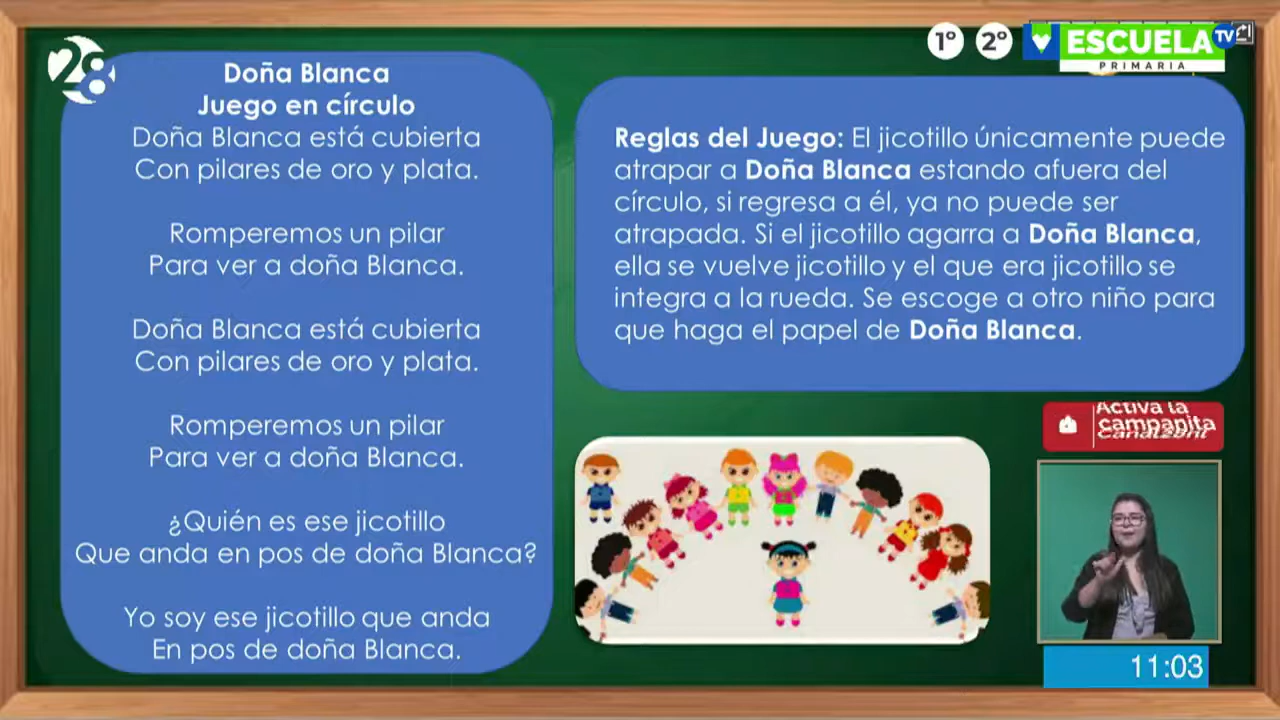 28
1º 2º ESCUELA TV
PRIMARIA
Doña Blanca
Juego en círculo
Doña Blanca está cubierta
Con pilares de oro y plata.
Romperemos un pilar
Para ver a doña Blanca.
Doña Blanca está cubierta
Con pilares de oro y plata.
Romperemos un pilar
Para ver a doña Blanca.
¿Quién es ese jicotillo
Que anda en pos de doña Blanca?
Yo soy ese jicotillo que anda
En pos de doña Blanca.
Reglas del Juego: El jicotillo únicamente puede
atrapar a Doña Blanca estando afuera del
círculo, si regresa a él, ya no puede ser
atrapada. Si el jicotillo agarra a Doña Blanca,
ella se vuelve jicotillo y el que era jicotillo se
integra a la rueda. Se escoge a otro niño para
que haga el papel de Doña Blanca.
Activa la
campanita
11:03